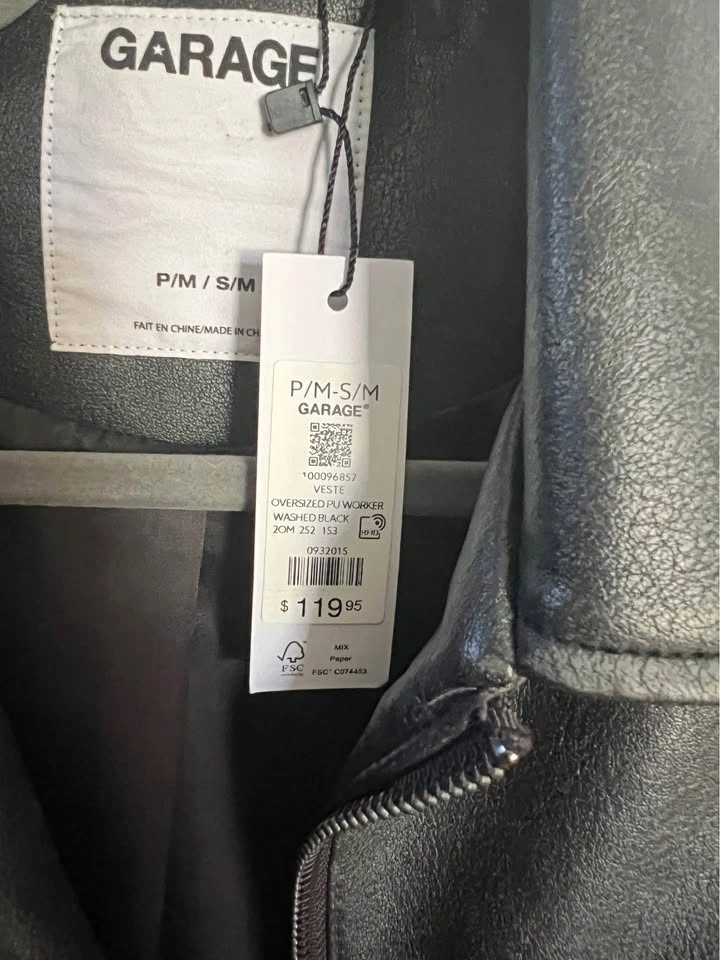 GARAGE
P/M / S/M
FAIT EN CHINE/MADE IN CH
P/M-S/M
GARAGE®
100096857
VESTE
OVERSIZED PU WORKER
WASHED BLACK
20M 252 153
RFID
0932015
$ 119 95
FSC
MIX
Paper
FSC® C074453